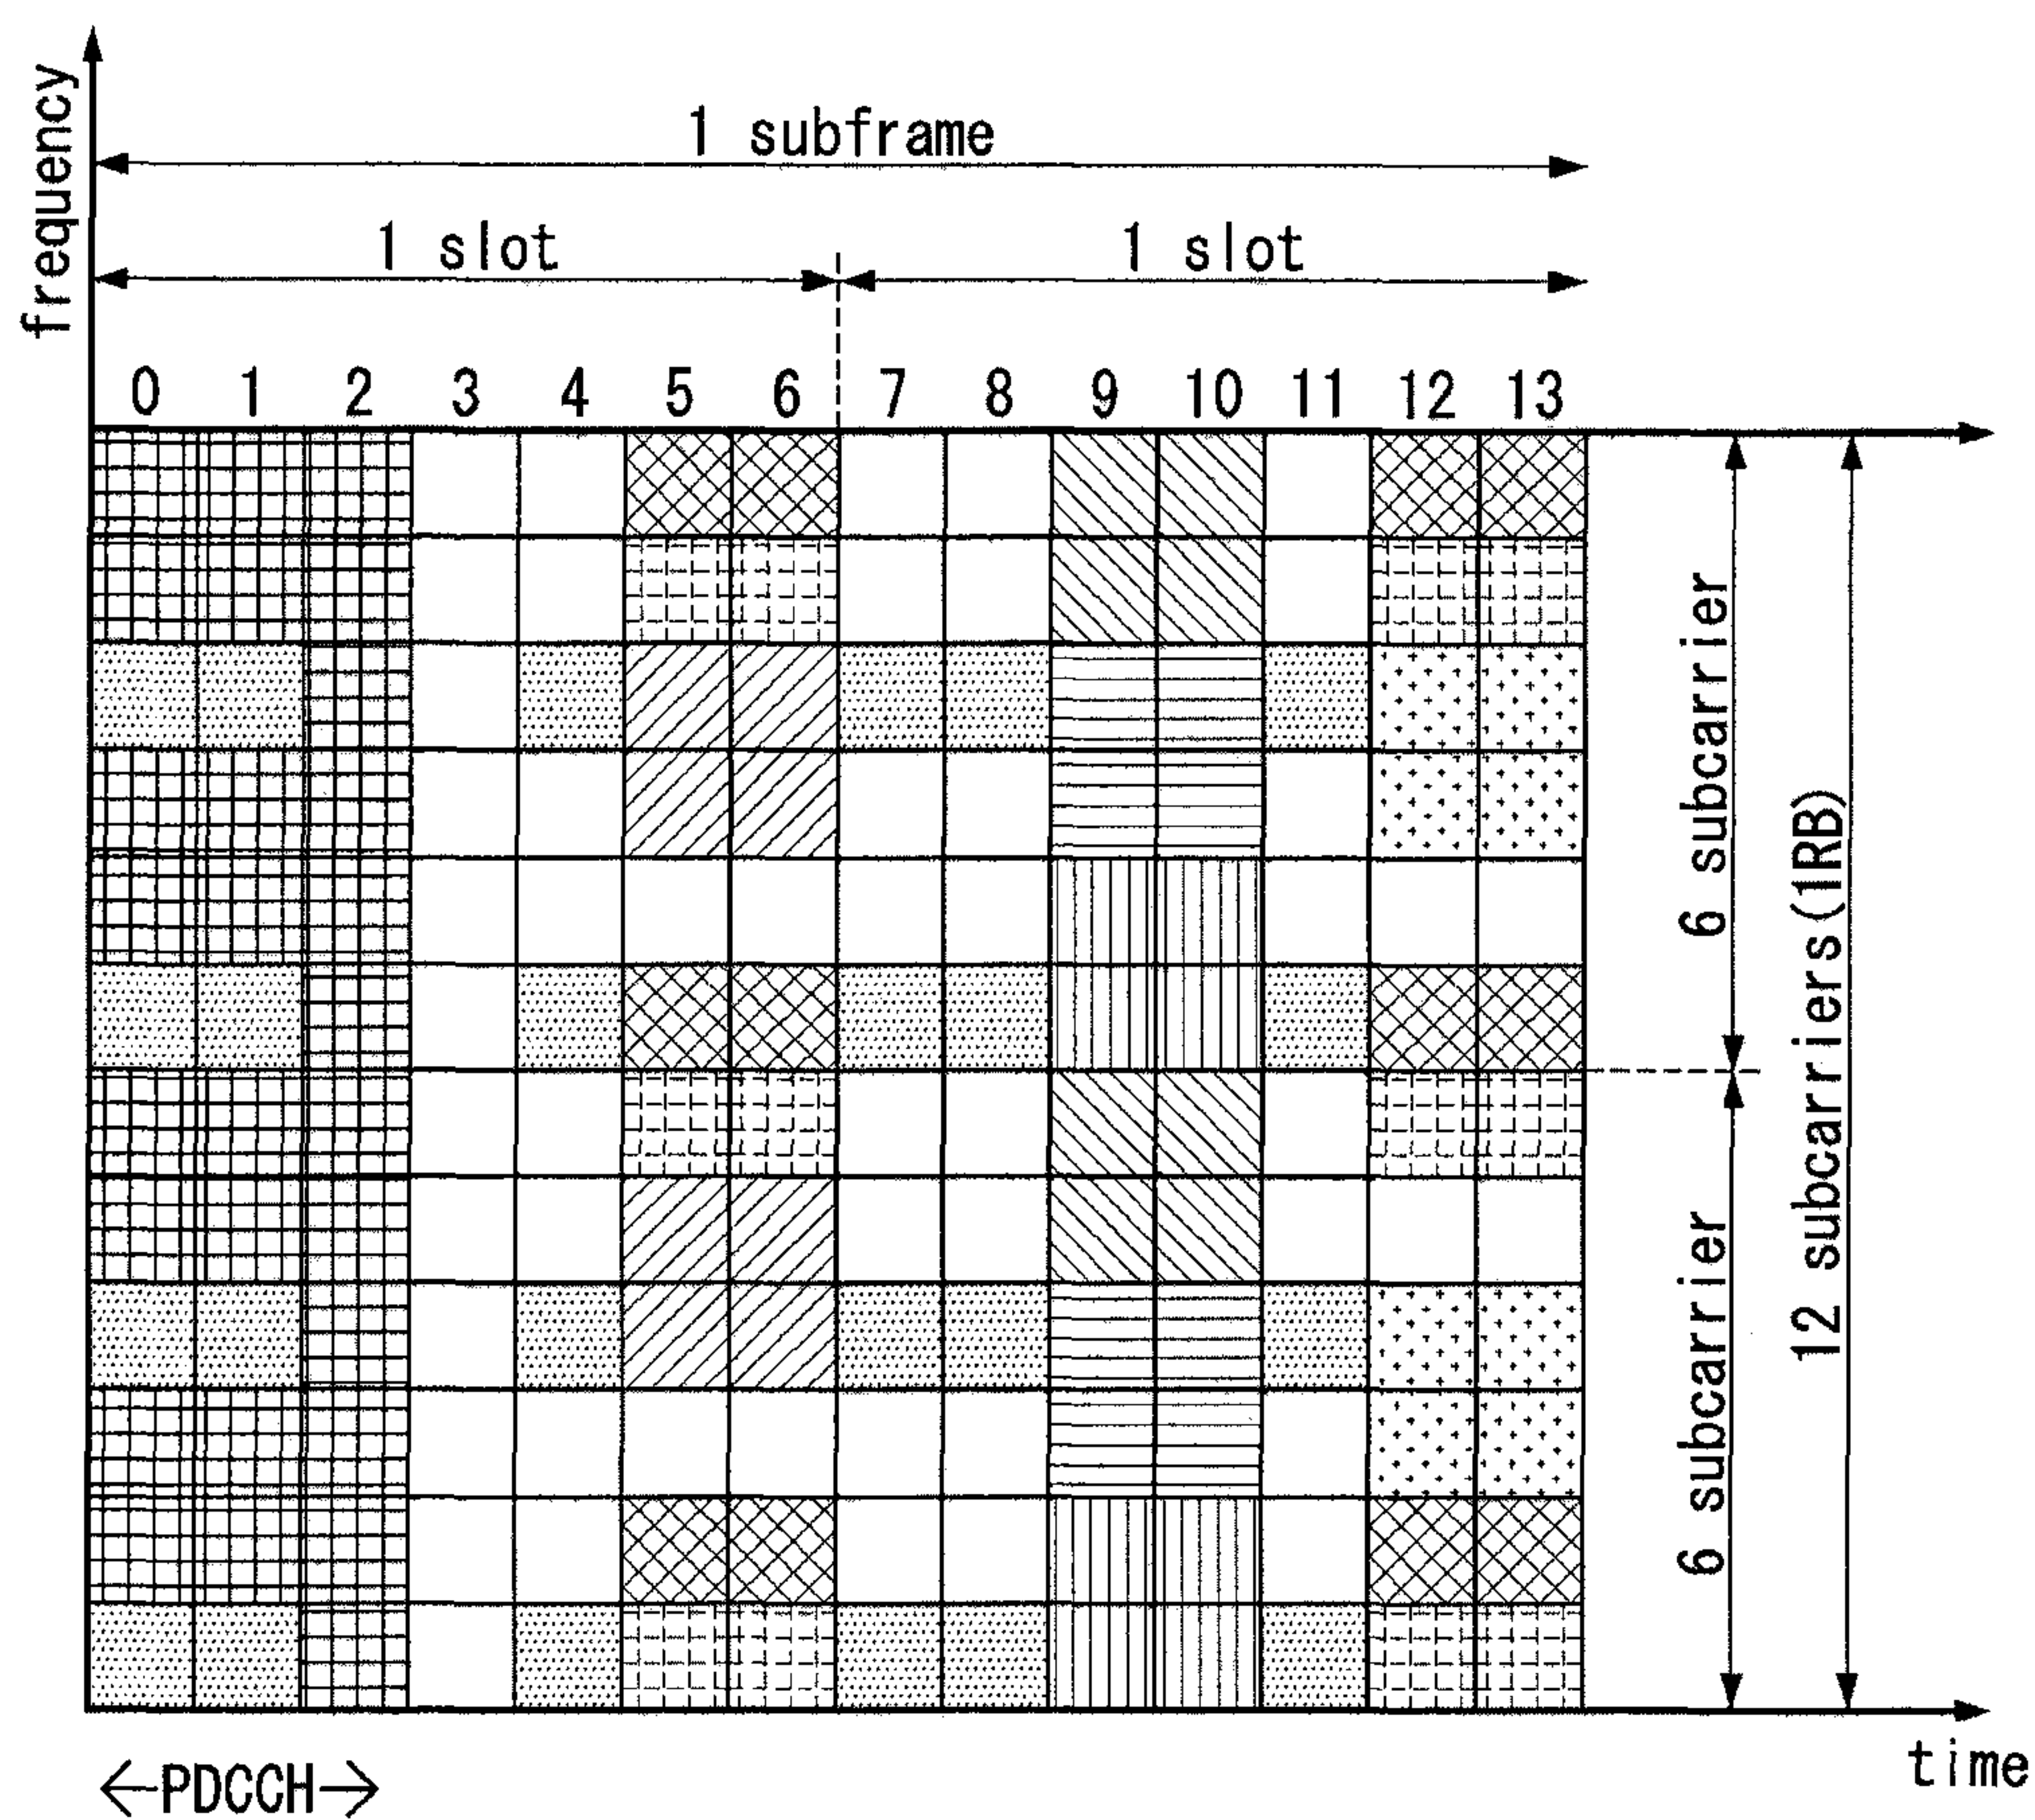 frequency
1 subframe
1 slot 1 slot
0 1 2 3 4 5 6 7 8 9 10 11 12 13
6 subcarrier
6 subcarrier
12 subcarriers(1RB)
time
PDCCH